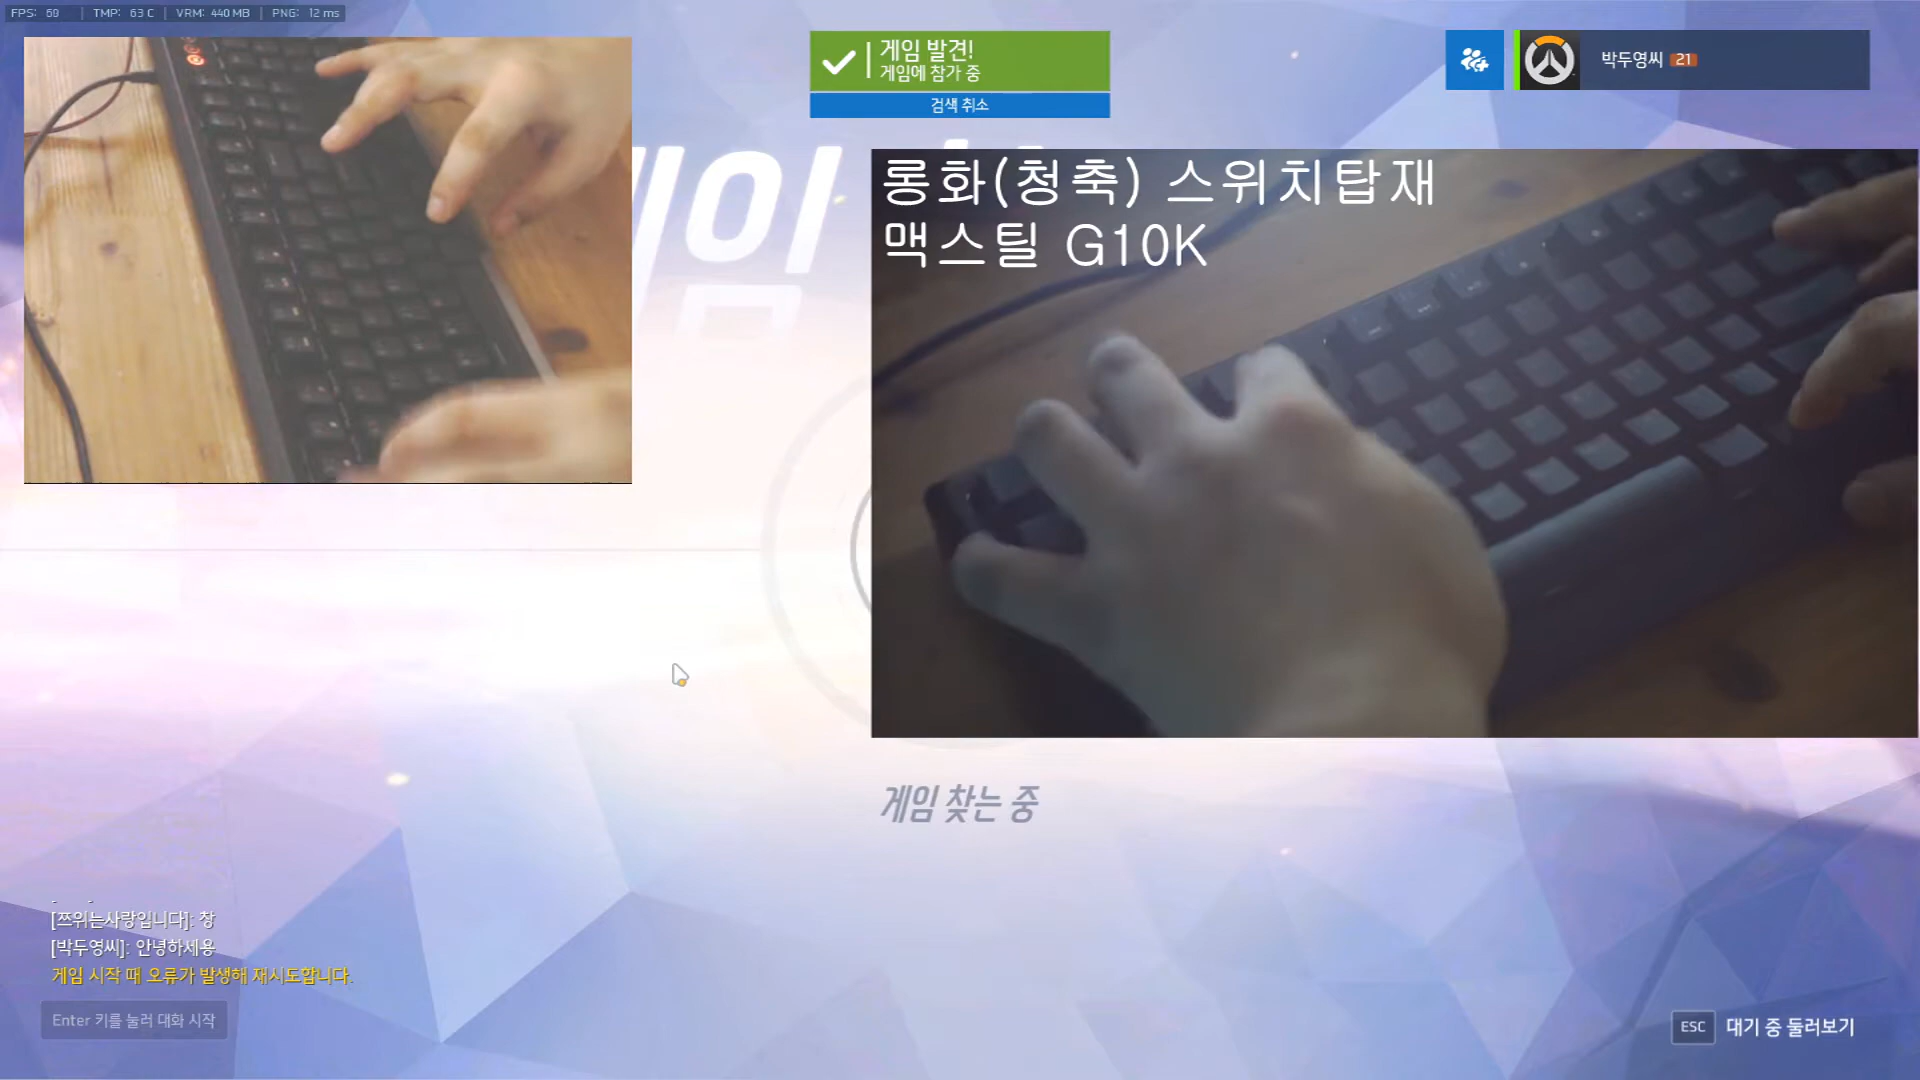 FPS: 60 | TMP: 63 C | VRM: 440 MB | PNG: 12 ms
게임 발견!
게임에 참가 중
검색 취소
박두영씨 21
롱화(청축) 스위치탑재
맥스틸 G10K
게임 찾는 중
[쯔위는사랑입니다]: 창
[박두영씨]: 안녕하세용
게임 시작 때 오류가 발생해 재시도합니다.
Enter 키를 눌러 대화 시작
ESC 대기 중 둘러보기